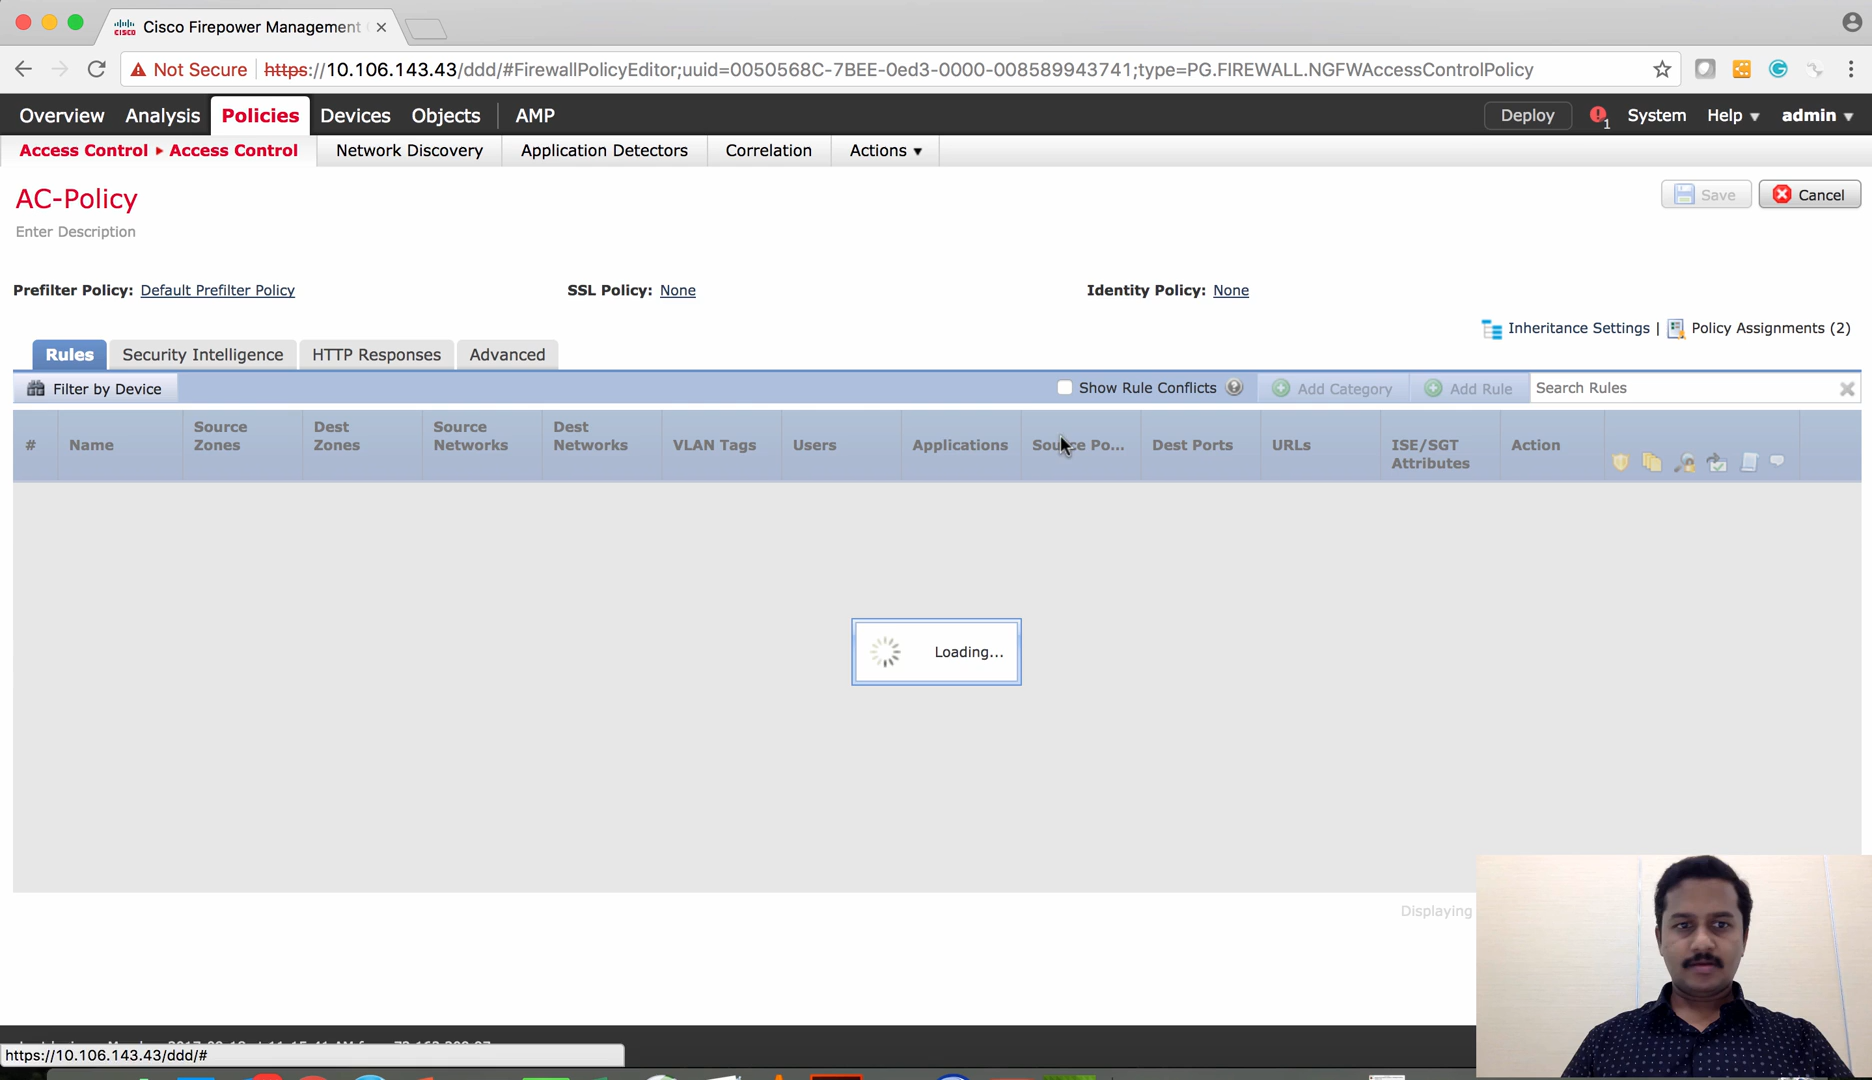 Cisco Firepower Management
Not Secure https://10.106.143.43/ddd/#FirewallPolicyEditor;uuid=0050568C-7BEE-0ed3-0000-008589943741;type=PG.FIREWALL.NGFWAccessControlPolicy
Overview Analysis Policies Devices Objects AMP Deploy 1 System Help admin
Access Control Access Control Network Discovery Application Detectors Correlation Actions
AC-Policy
Save Cancel
Enter Description
Prefilter Policy: Default Prefilter Policy SSL Policy: None Identity Policy: None
Inheritance Settings | Policy Assignments (2)
Rules Security Intelligence HTTP Responses Advanced
Filter by Device Show Rule Conflicts Add Category Add Rule Search Rules
# Name Source Zones Dest Zones Source Networks Dest Networks VLAN Tags Users Applications Source Po... Dest Ports URLs ISE/SGT Attributes Action
Loading...
Displaying
https://10.106.143.43/ddd/#